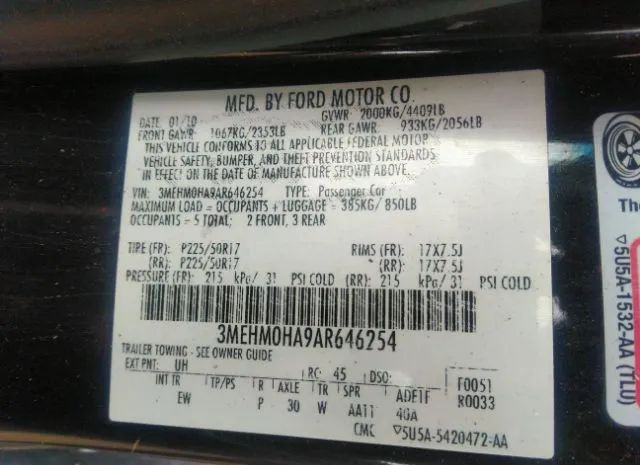 MFD. BY FORD MOTOR CO.
DATE 01/10 GVWR: 2000KG/4409LB
FRONT GAWR: 1067KG/2353LB REAR GAWR: 933KG/2056LB
THIS VEHICLE CONFORMS TO ALL APPLICABLE FEDERAL MOTOR
VEHICLE SAFETY, BUMPER, AND THEFT PREVENTION STANDARDS
IN EFFECT ON THE DATE OF MANUFACTURE SHOWN ABOVE.
VIN: 3MEHM0HA9AR646254 TYPE: Passenger Car
MAXIMUM LOAD = OCCUPANTS + LUGGAGE = 385KG/ 850LB
OCCUPANTS = 5 TOTAL: 2 FRONT, 3 REAR
TIRE (FR): P225/50R17 RIMS (FR): 17X7.5J
(RR): P225/50R17 (RR): 17X7.5J
PRESSURE (FR): 215 kPa/ 31 PSI COLD (RR): 215 kPa/ 31 PSI COLD
3MEHM0HA9AR646254
TRAILER TOWING - SEE OWNER GUIDE
EXT PNT: UH RC: 45 DSO: F0051
INT TR TP/PS R AXLE TR SPR ADE1F R0033
EW P 30 W AA11 40A
CMC ▽5U5A-5420472-AA
The
▽5U5A-1532-AA (TL0)